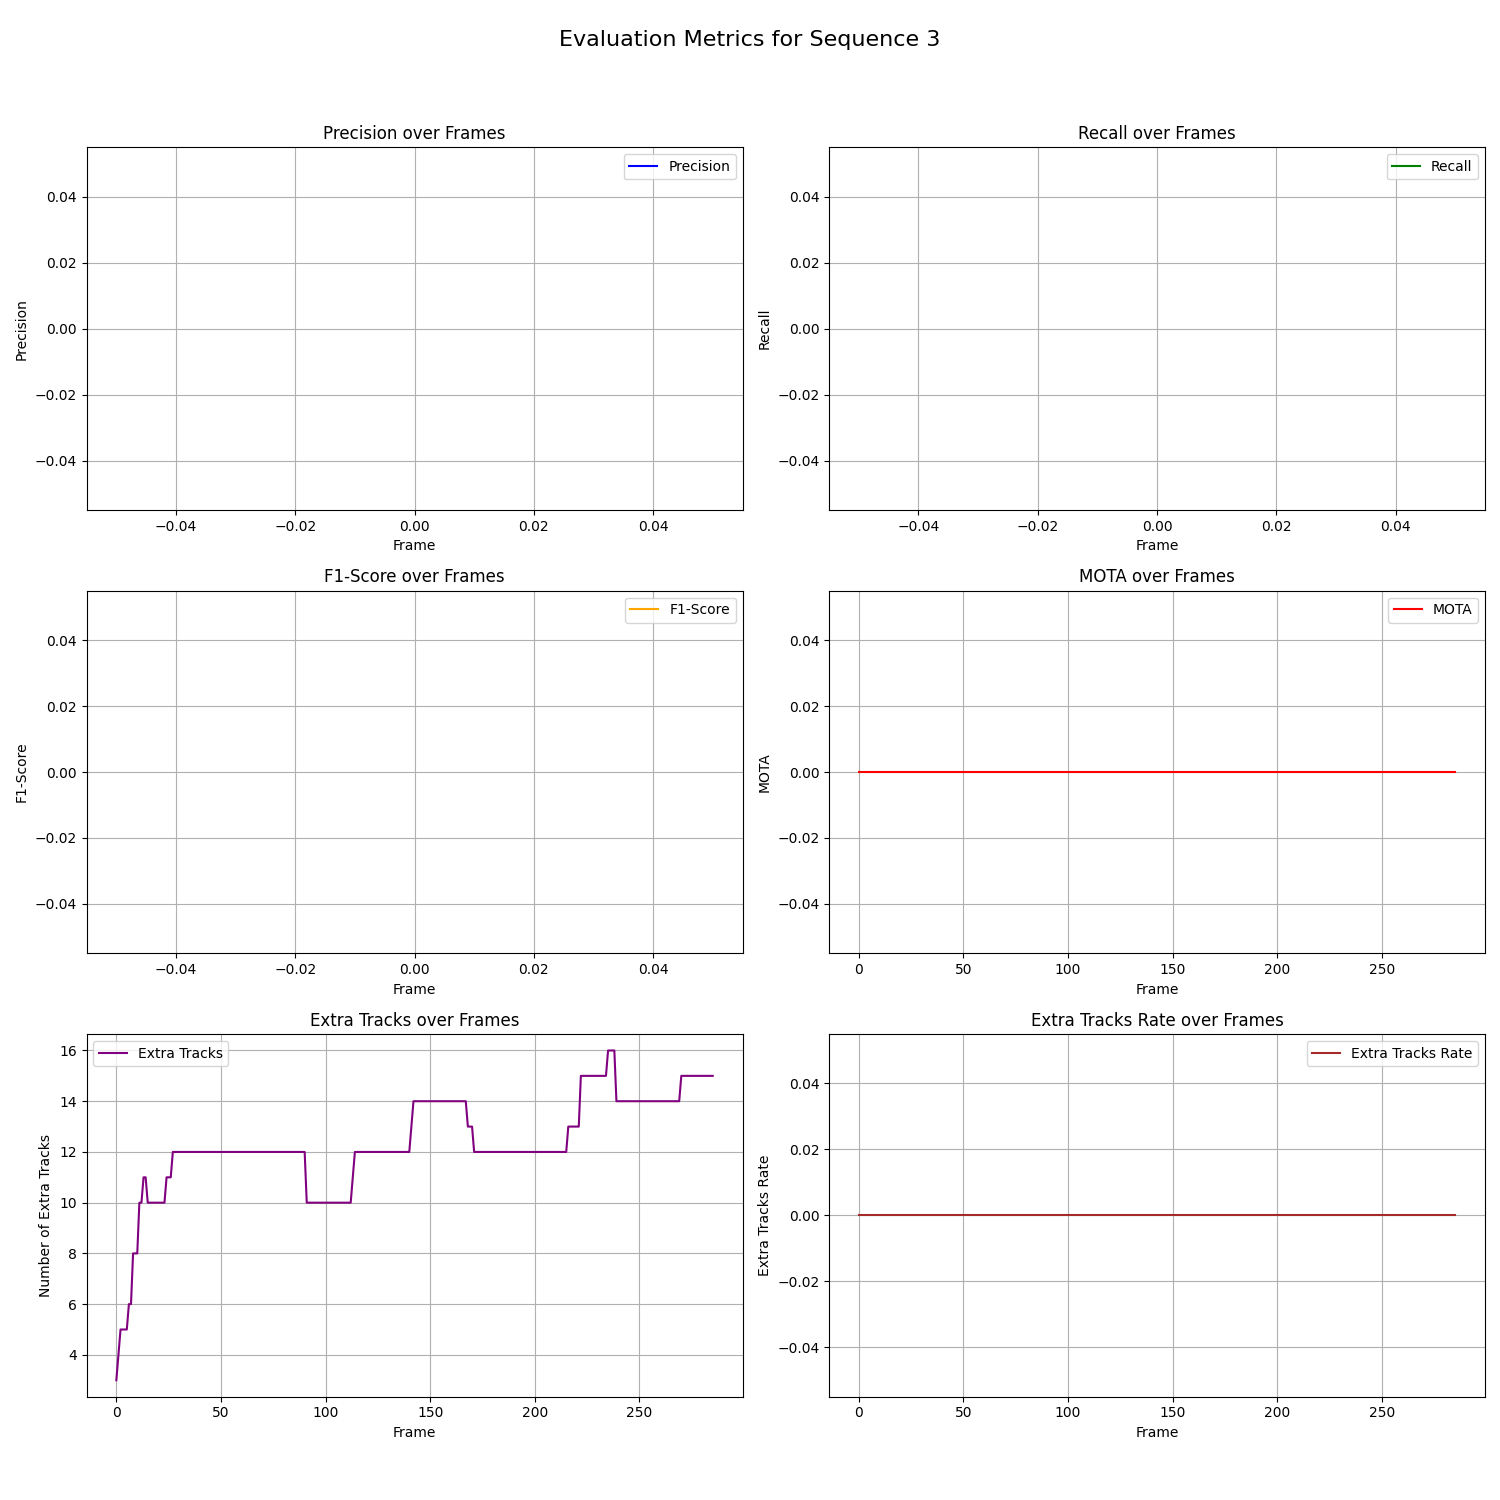 Evaluation Metrics for Sequence 3
Precision over Frames
Precision
0.04
0.02
0.00
−0.02
−0.04
Precision
−0.04 −0.02 0.00 0.02 0.04
Frame
Recall over Frames
Recall
0.04
0.02
0.00
−0.02
−0.04
Recall
−0.04 −0.02 0.00 0.02 0.04
Frame
F1-Score over Frames
F1-Score
0.04
0.02
0.00
−0.02
−0.04
F1-Score
−0.04 −0.02 0.00 0.02 0.04
Frame
MOTA over Frames
MOTA
0.04
0.02
0.00
−0.02
−0.04
MOTA
0 50 100 150 200 250
Frame
Extra Tracks over Frames
Extra Tracks
16
14
12
10
8
6
4
Number of Extra Tracks
0 50 100 150 200 250
Frame
Extra Tracks Rate over Frames
Extra Tracks Rate
0.04
0.02
0.00
−0.02
−0.04
Extra Tracks Rate
0 50 100 150 200 250
Frame